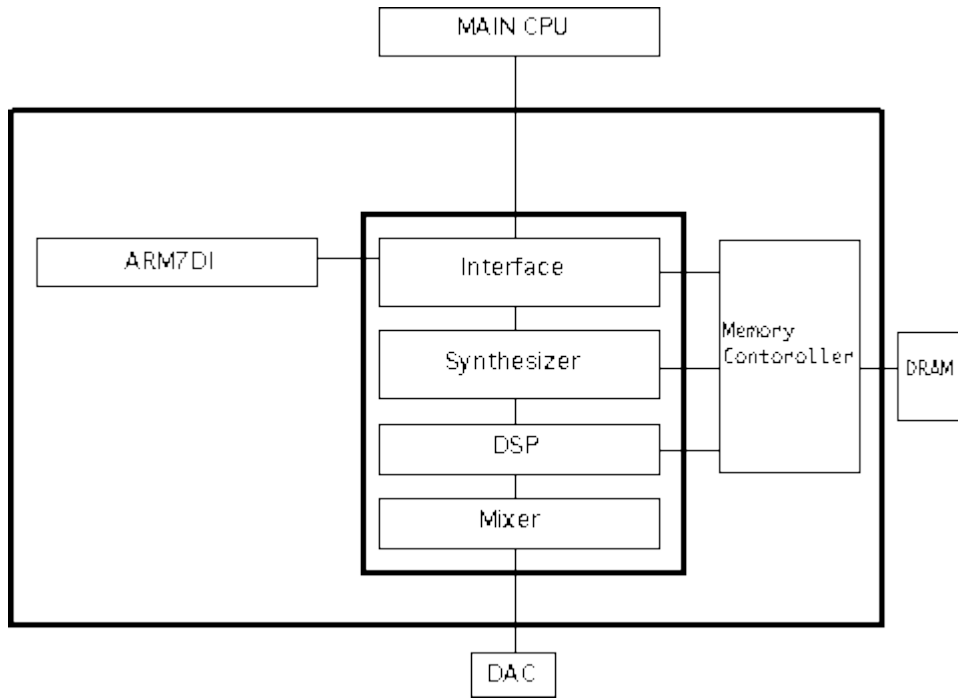 MAIN CPU
ARM7DI
Interface
Synthesizer
DSP
Mixer
Memory
Contoroller
DRAM
DAC